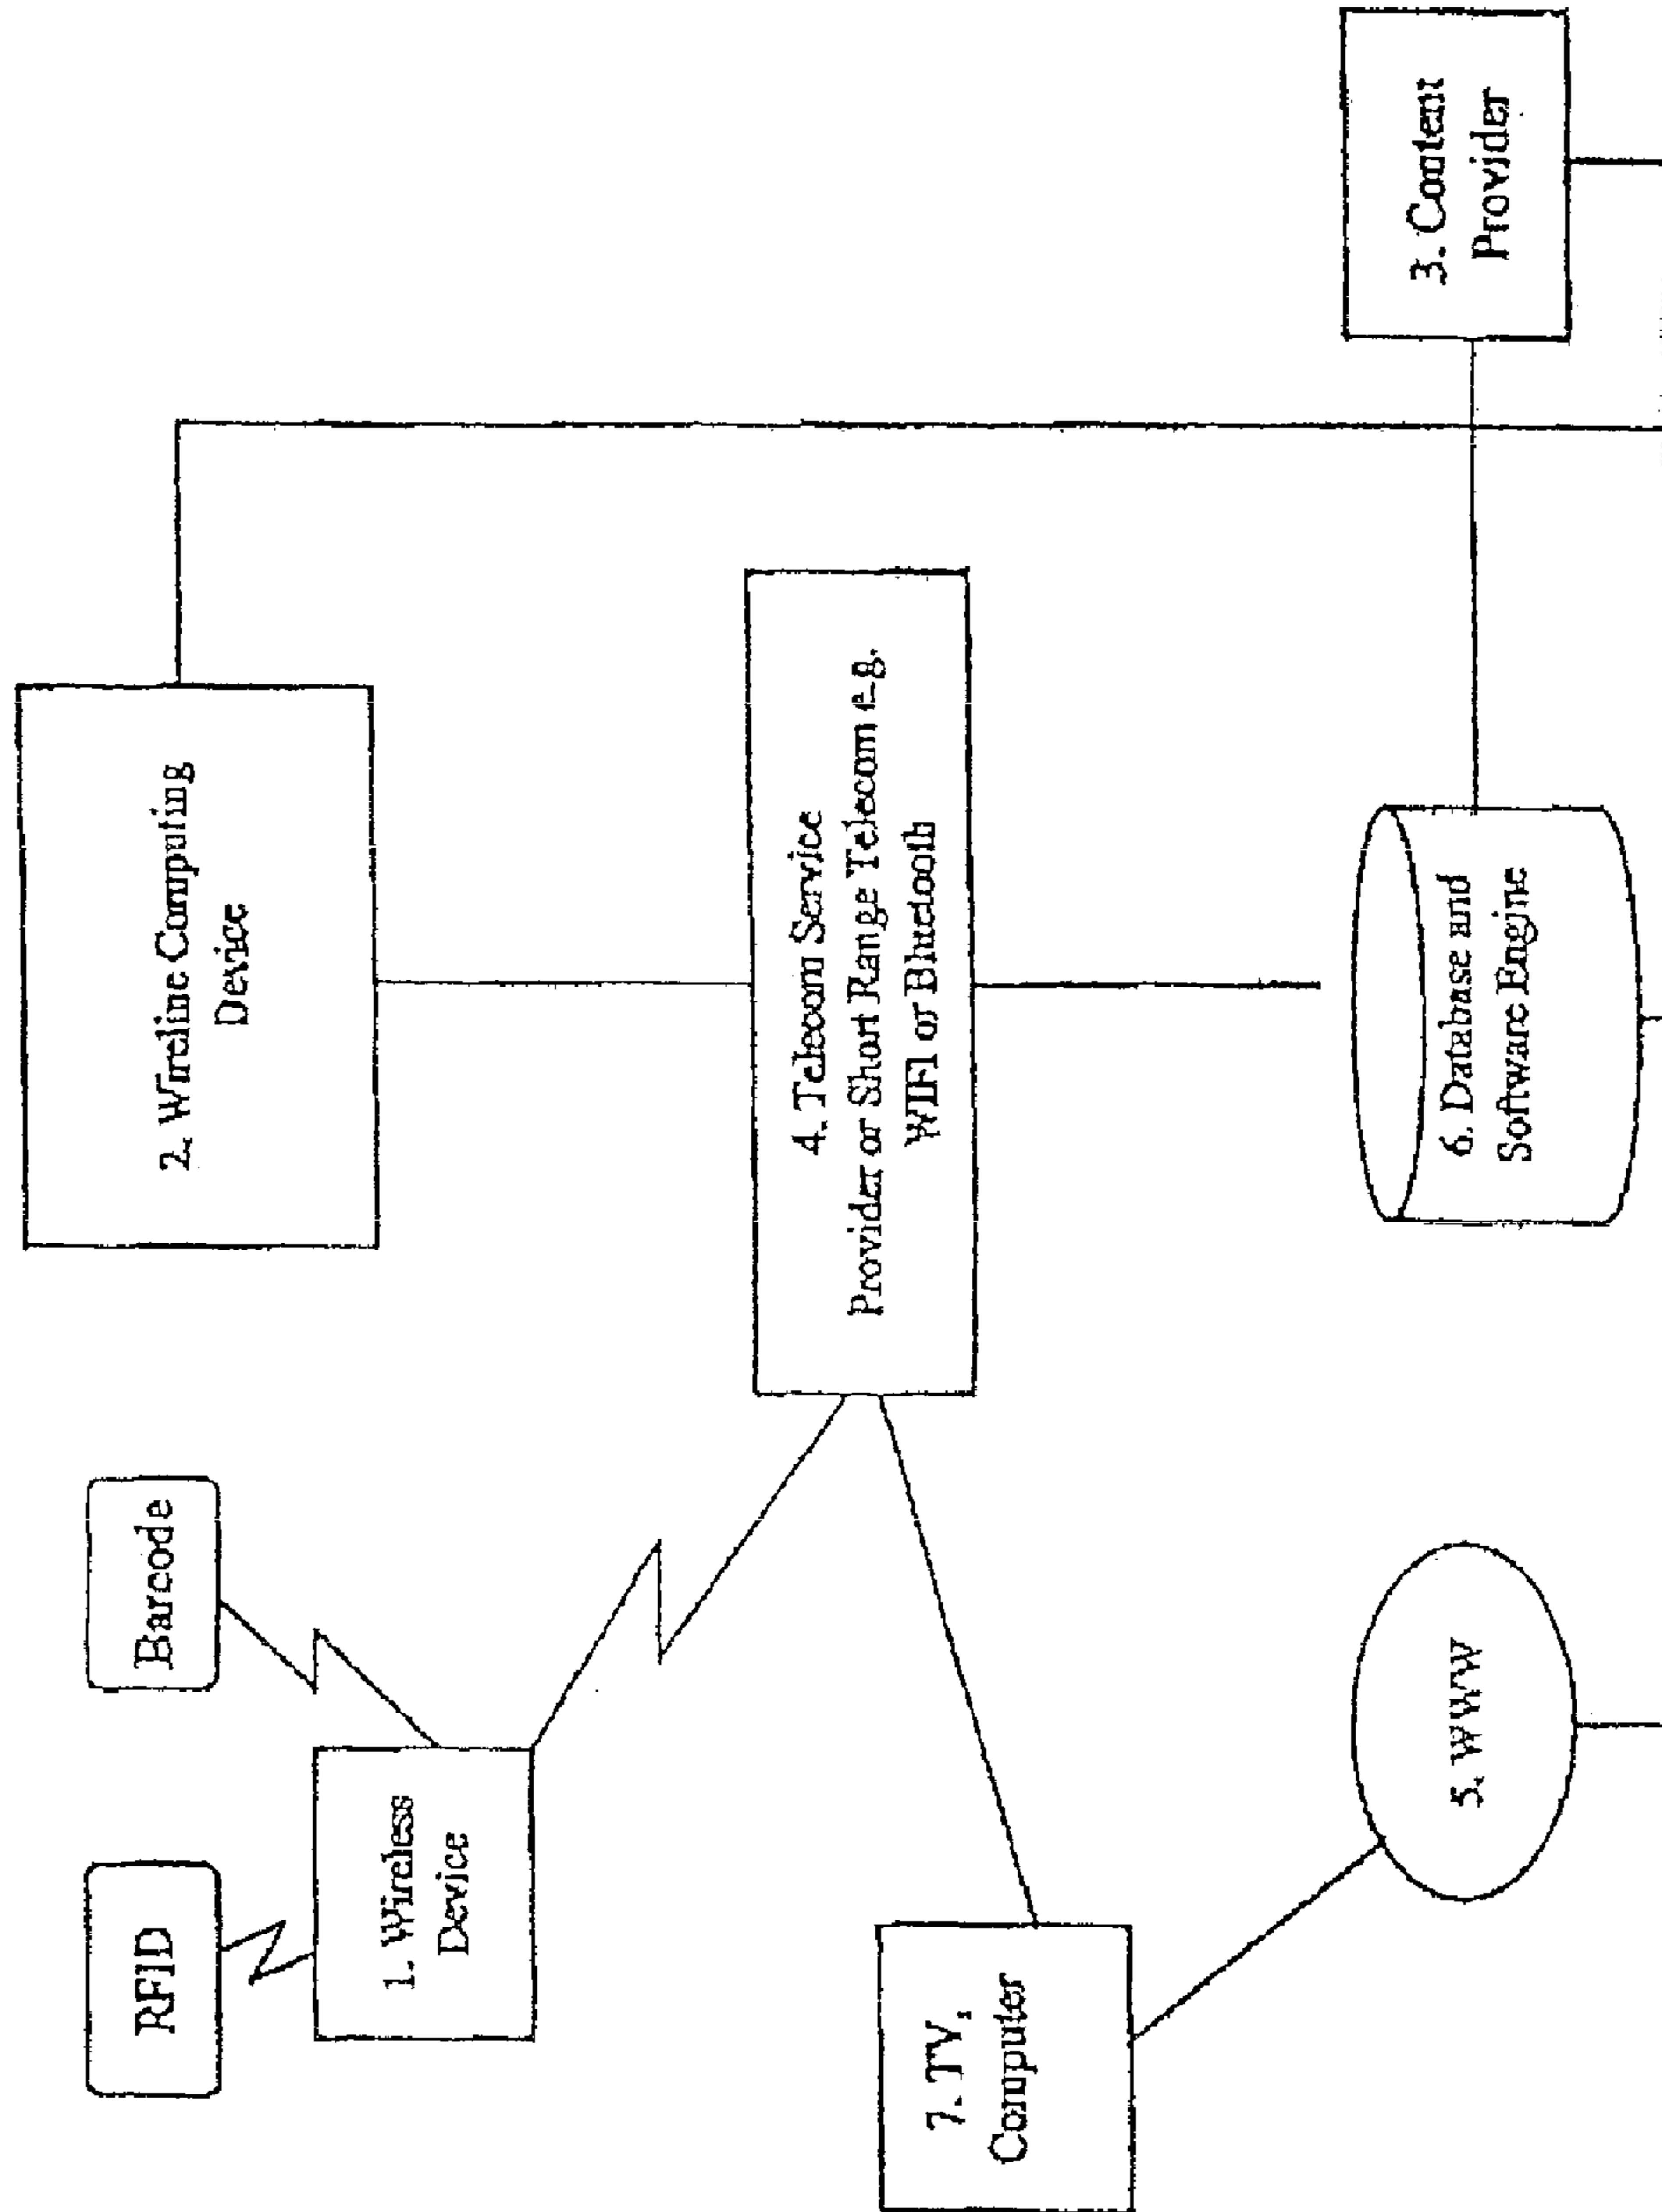 RFID
Barcode
1. Wireless
Device
2. Wireline Computing
Device
7. TV,
Computer
4. Telecom Service
Provider or Short Range Telecom e.g.
WIFI or Bluetooth
5. WWW
6. Database and
Software Engine
3. Content
Provider